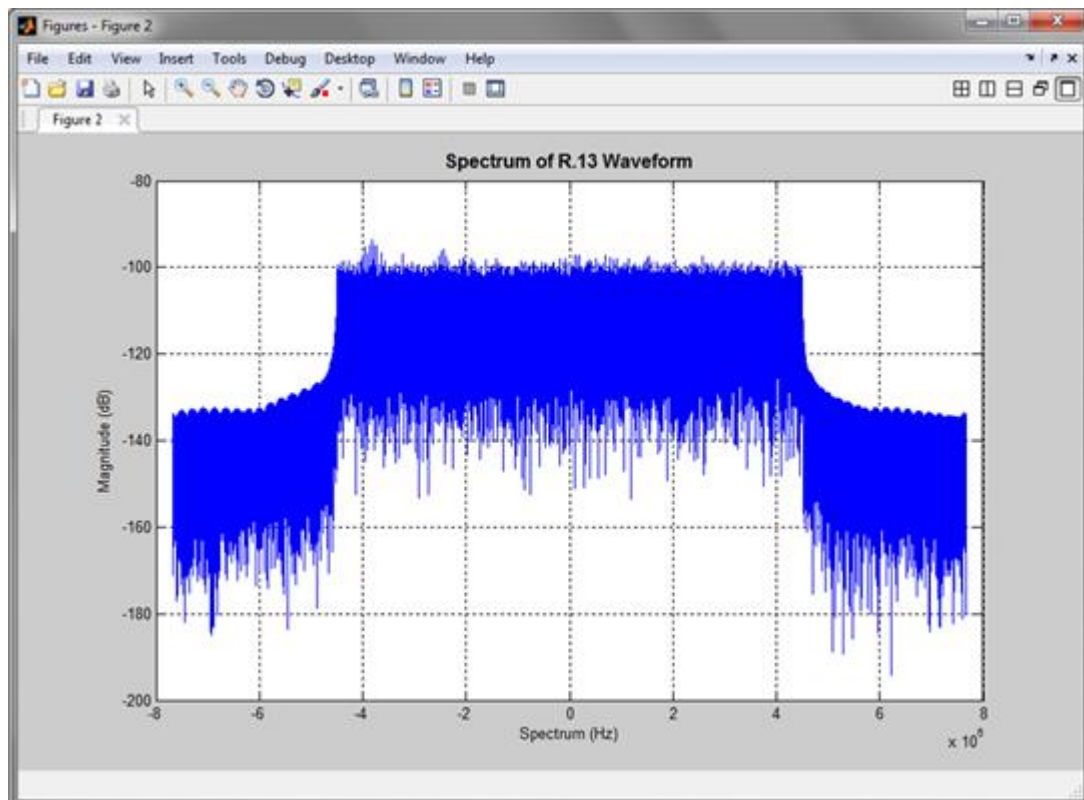 Figures - Figure 2
File Edit View Insert Tools Debug Desktop Window Help
Figure 2
Spectrum of R.13 Waveform
Magnitude (dB)
-80
-100
-120
-140
-160
-180
-200
-8 -6 -4 -2 0 2 4 6 8
Spectrum (Hz)
x 10^6